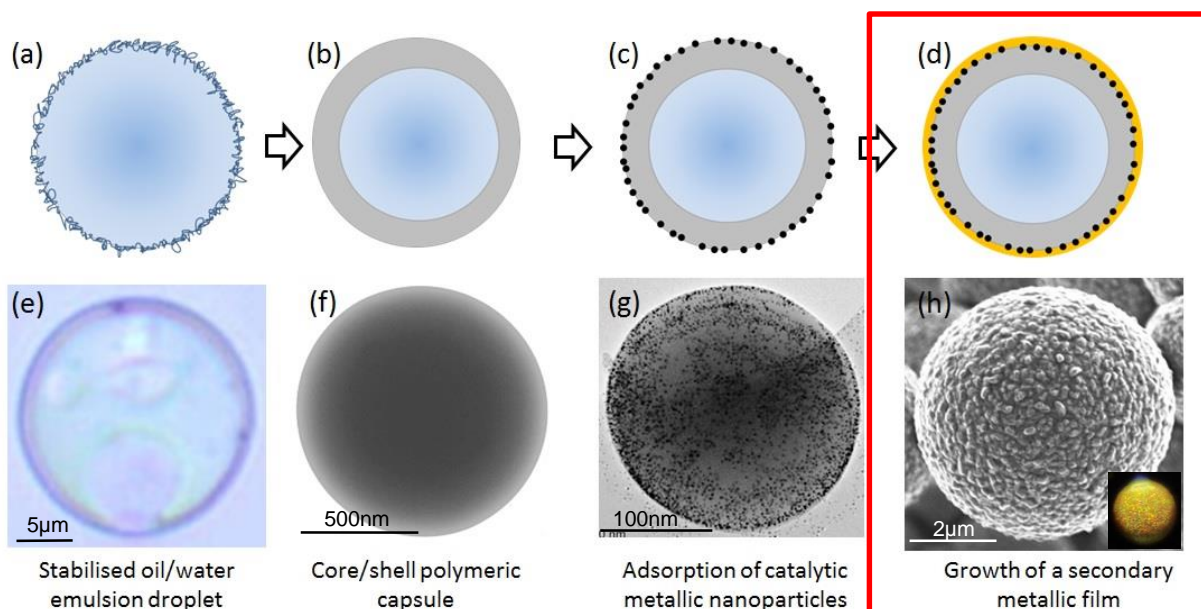 (a)
(b)
(c)
(d)
(e)
(f)
(g)
(h)
5µm
500nm
100nm
2µm
Stabilised oil/water
emulsion droplet
Core/shell polymeric
capsule
Adsorption of catalytic
metallic nanoparticles
Growth of a secondary
metallic film